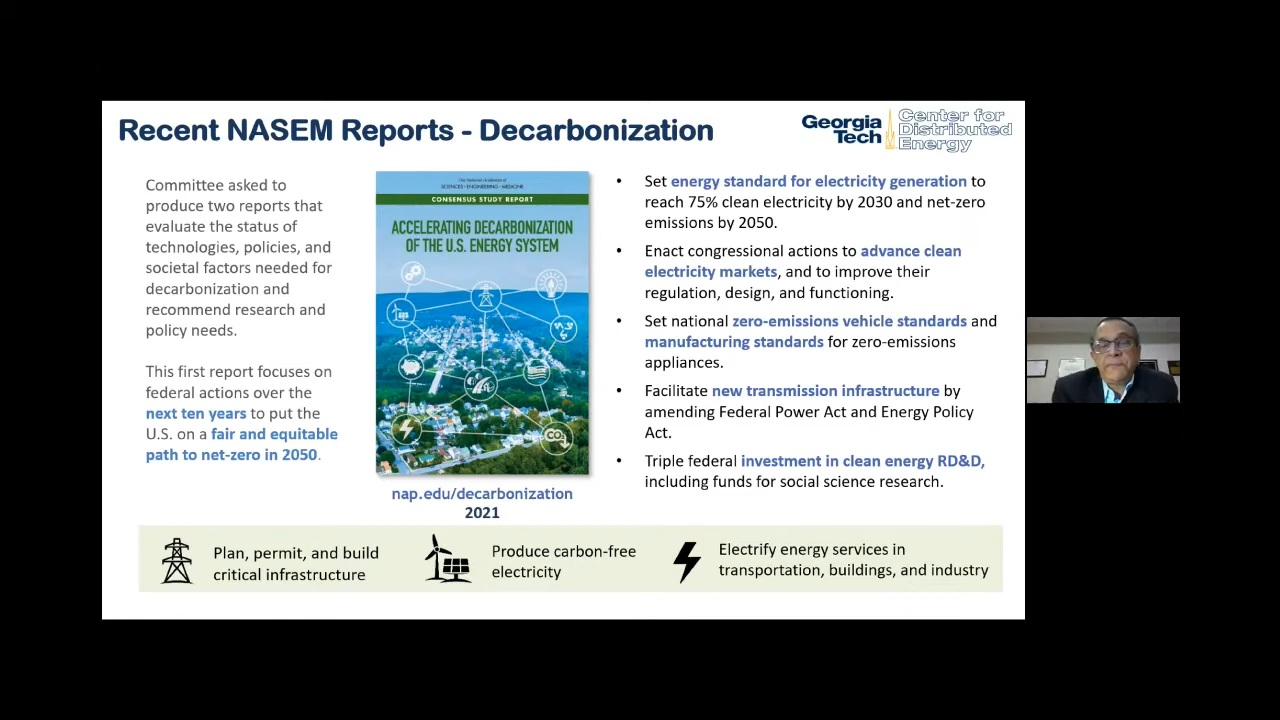 Recent NASEM Reports - Decarbonization
Georgia
Tech
Center for
Distributed
Energy
Committee asked to
produce two reports that
evaluate the status of
technologies, policies, and
societal factors needed for
decarbonization and
recommend research and
policy needs.
This first report focuses on
federal actions over the
next ten years to put the
U.S. on a fair and equitable
path to net-zero in 2050.
The National Academies of
SCIENCES • ENGINEERING • MEDICINE
CONSENSUS STUDY REPORT
ACCELERATING DECARBONIZATION
OF THE U.S. ENERGY SYSTEM
CO₂
nap.edu/decarbonization
2021
• Set energy standard for electricity generation to
reach 75% clean electricity by 2030 and net-zero
emissions by 2050.
• Enact congressional actions to advance clean
electricity markets, and to improve their
regulation, design, and functioning.
• Set national zero-emissions vehicle standards and
manufacturing standards for zero-emissions
appliances.
• Facilitate new transmission infrastructure by
amending Federal Power Act and Energy Policy
Act.
• Triple federal investment in clean energy RD&D,
including funds for social science research.
Plan, permit, and build
critical infrastructure
Produce carbon-free
electricity
Electrify energy services in
transportation, buildings, and industry